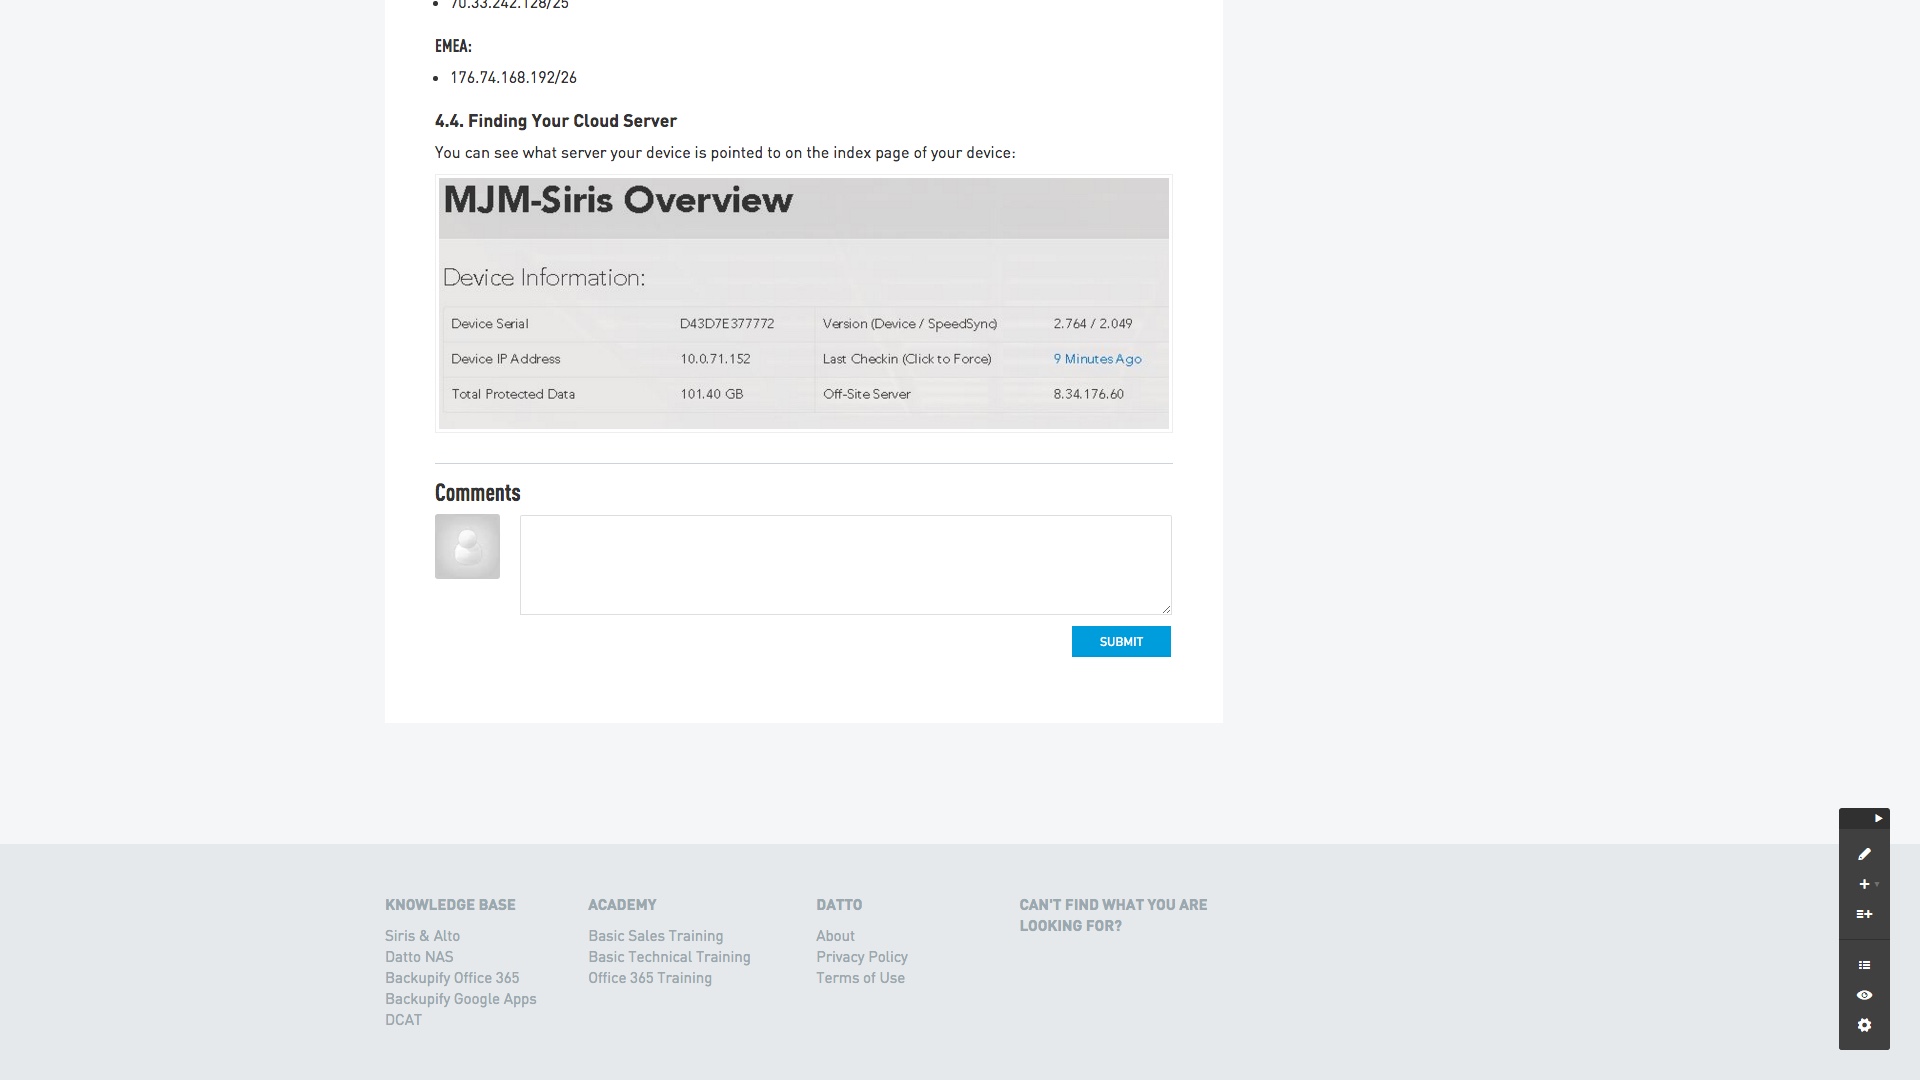 70.33.242.128/25
EMEA:
176.74.168.192/26
4.4. Finding Your Cloud Server
You can see what server your device is pointed to on the index page of your device:
MJM-Siris Overview
Device Information:
Device Serial D43D7E377772 Version (Device / SpeedSync) 2.764 / 2.049
Device IP Address 10.0.71.152 Last Checkin (Click to Force) 9 Minutes Ago
Total Protected Data 101.40 GB Off-Site Server 8.34.176.60
Comments
SUBMIT
KNOWLEDGE BASE
Siris & Alto
Datto NAS
Backupify Office 365
Backupify Google Apps
DCAT
ACADEMY
Basic Sales Training
Basic Technical Training
Office 365 Training
DATTO
About
Privacy Policy
Terms of Use
CAN'T FIND WHAT YOU ARE
LOOKING FOR?